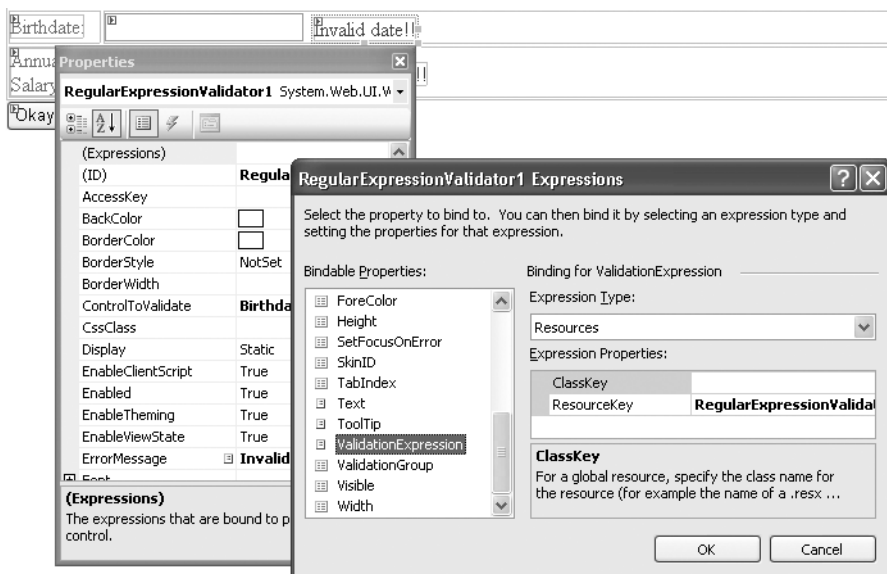 Birthdate:
Invalid date!!
Annua
Salary
!!
Okay
Properties
RegularExpressionValidator1 System.Web.UI.W
(Expressions)
(ID) Regula
AccessKey
BackColor
BorderColor
BorderStyle NotSet
BorderWidth
ControlToValidate Birthda
CssClass
Display Static
EnableClientScript True
Enabled True
EnableTheming True
EnableViewState True
ErrorMessage Invalid
(Expressions)
The expressions that are bound to p
control.
RegularExpressionValidator1 Expressions
Select the property to bind to. You can then bind it by selecting an expression type and
setting the properties for that expression.
Bindable Properties:
ForeColor
Height
SetFocusOnError
SkinID
TabIndex
Text
ToolTip
ValidationExpression
ValidationGroup
Visible
Width
Binding for ValidationExpression
Expression Type:
Resources
Expression Properties:
ClassKey
ResourceKey RegularExpressionValidat
ClassKey
For a global resource, specify the class name for
the resource (for example the name of a .resx ...
OK
Cancel